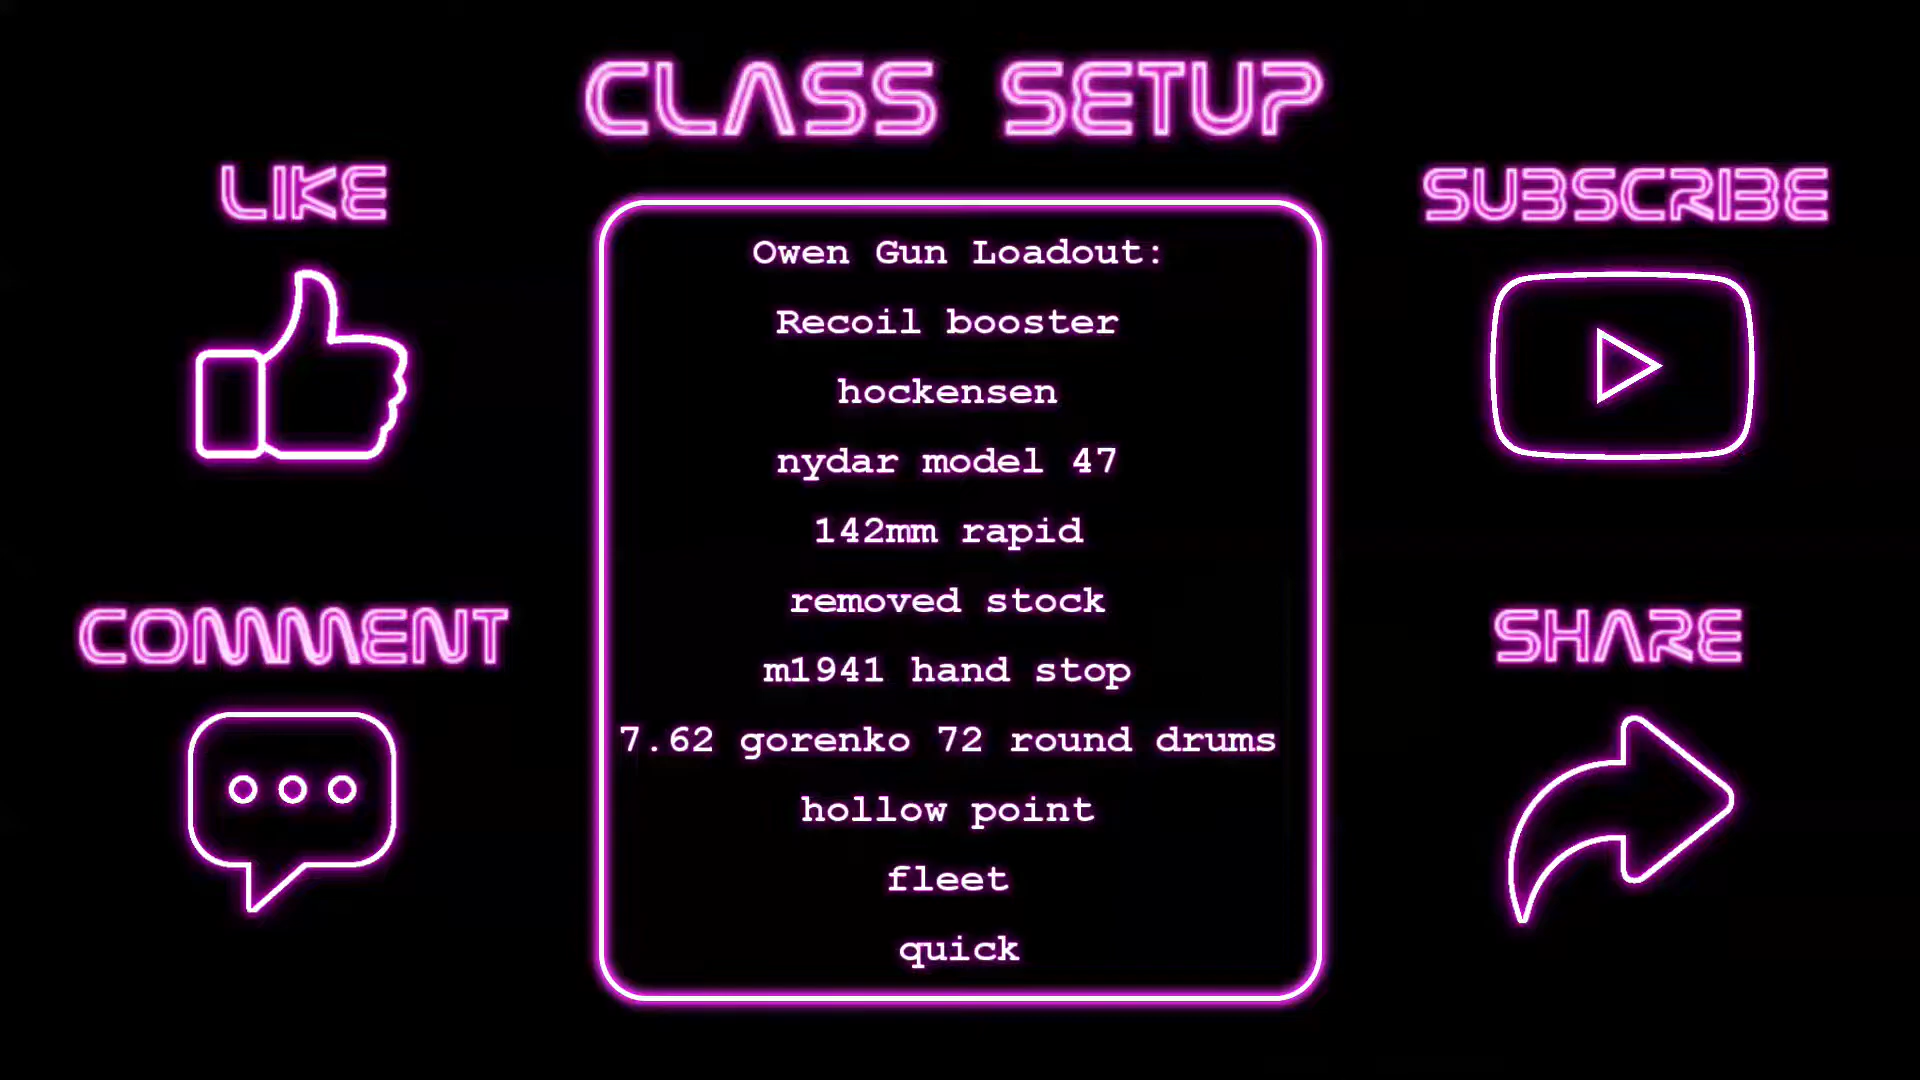 CLASS SETUP
LIKE
SUBSCRIBE
Owen Gun Loadout:
Recoil booster
hockensen
nydar model 47
142mm rapid
removed stock
m1941 hand stop
7.62 gorenko 72 round drums
hollow point
fleet
quick
COMMENT
SHARE